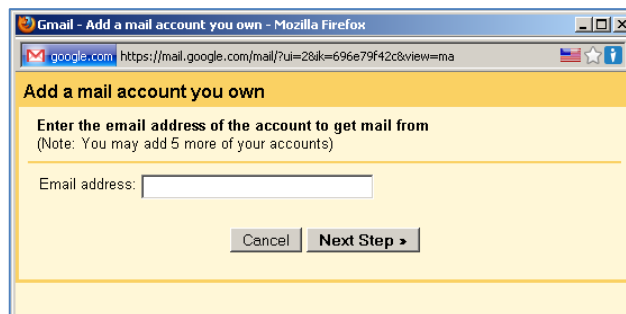 Gmail - Add a mail account you own - Mozilla Firefox
google.com https://mail.google.com/mail/?ui=2&ik=696e79f42c&view=ma
Add a mail account you own
Enter the email address of the account to get mail from
(Note: You may add 5 more of your accounts)
Email address:
Cancel Next Step »